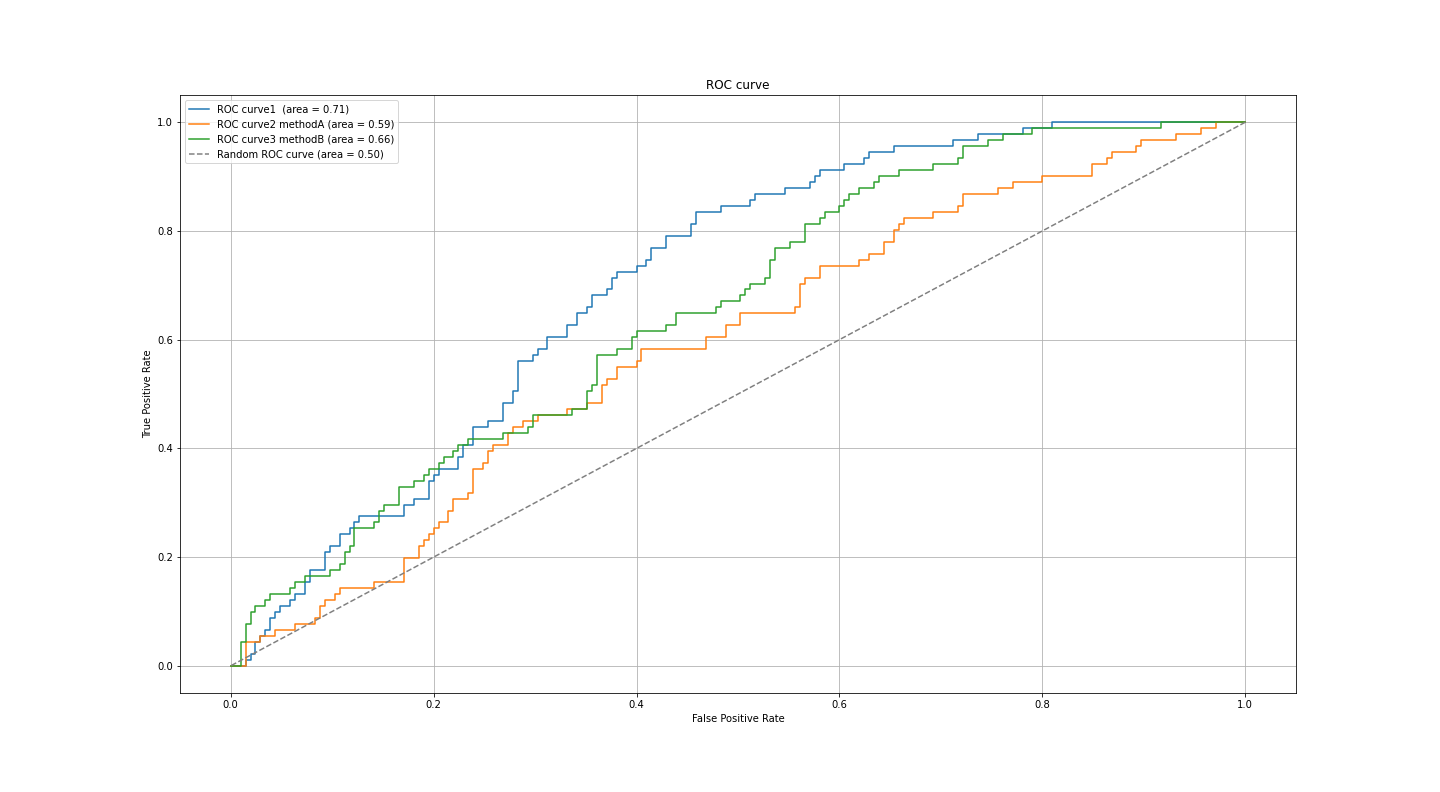 ROC curve
ROC curve1  (area = 0.71)
ROC curve2 methodA (area = 0.59)
ROC curve3 methodB (area = 0.66)
Random ROC curve (area = 0.50)
1.0
0.8
0.6
0.4
0.2
0.0
True Positive Rate
0.0 0.2 0.4 0.6 0.8 1.0
False Positive Rate